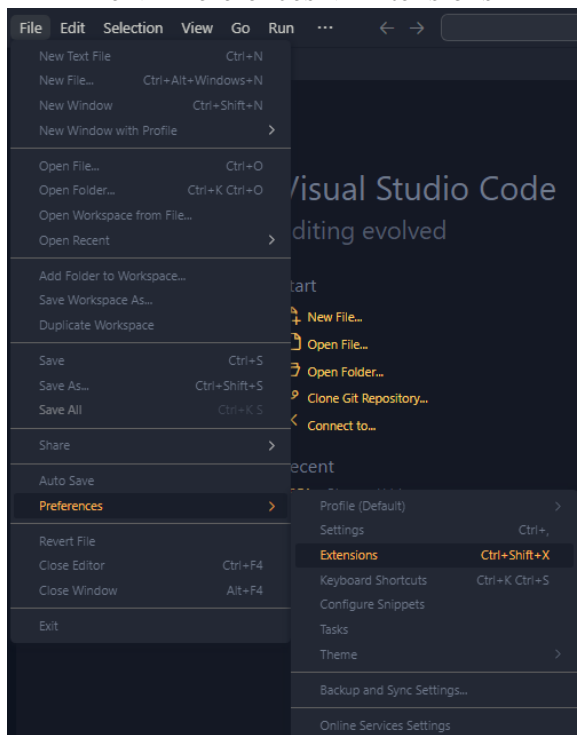 File Edit Selection View Go Run ...
New Text File Ctrl+N
New File... Ctrl+Alt+Windows+N
New Window Ctrl+Shift+N
New Window with Profile
Open File... Ctrl+O
Open Folder... Ctrl+K Ctrl+O
Open Workspace from File...
Open Recent
Add Folder to Workspace...
Save Workspace As...
Duplicate Workspace
Save Ctrl+S
Save As... Ctrl+Shift+S
Save All Ctrl+K S
Share
Auto Save
Preferences
Revert File
Close Editor Ctrl+F4
Close Window Alt+F4
Exit
Visual Studio Code
diting evolved
tart
New File...
Open File...
Open Folder...
Clone Git Repository...
Connect to...
ecent
Profile (Default)
Settings Ctrl+,
Extensions Ctrl+Shift+X
Keyboard Shortcuts Ctrl+K Ctrl+S
Configure Snippets
Tasks
Theme
Backup and Sync Settings...
Online Services Settings